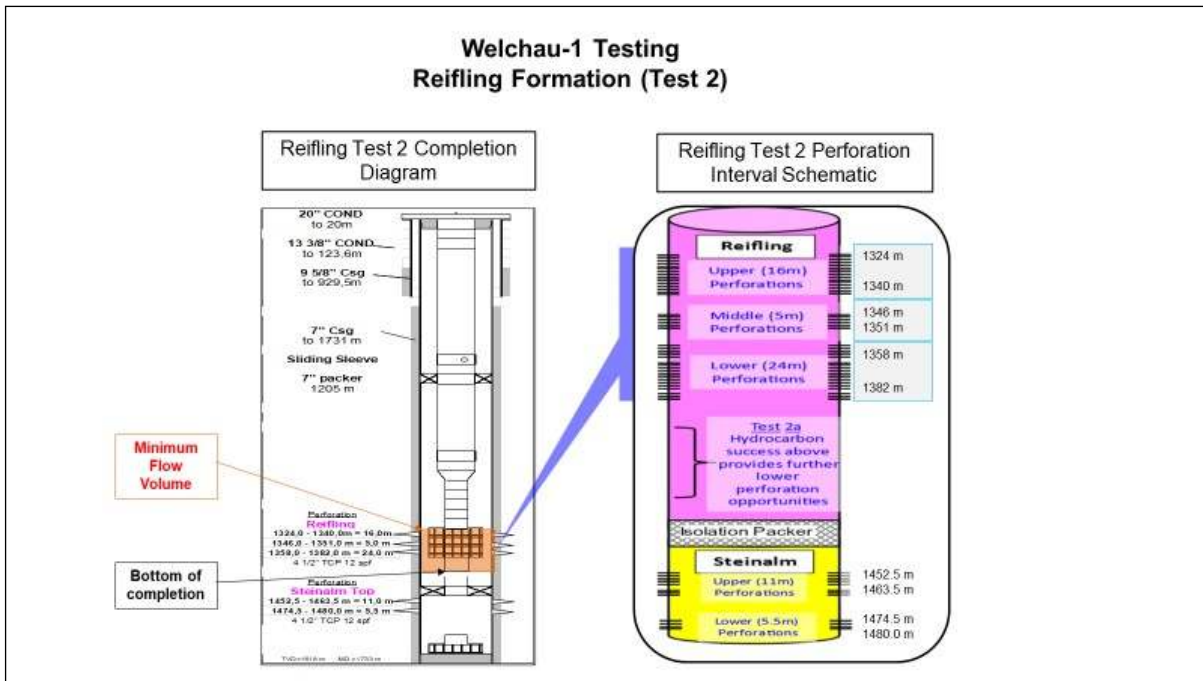 Welchau-1 Testing
Reifling Formation (Test 2)
Reifling Test 2 Completion
Diagram
20" COND
to 20m
13 3/8" COND
to 123,6m
9 5/8" Csg
to 929,5m
7" Csg
to 1731 m
Sliding Sleeve
7" packer
1205 m
Minimum
Flow
Volume
Perforation
Reifling
1324,0 - 1340,0m = 16,0m
1346,0 - 1351,0m = 5,0 m
1358,0 - 1382,0m = 24,0 m
4 1/2" TCP 12 spf
Bottom of
completion
Perforation
Steinalm Top
1452,5 - 1463,5m = 11,0 m
1474,5 - 1480,0m = 5,5 m
4 1/2" TCP 12 spf
Reifling Test 2 Perforation
Interval Schematic
Reifling
Upper (16m)
Perforations
1324 m
1340 m
Middle (5m)
Perforations
1346 m
1351 m
Lower (24m)
Perforations
1358 m
1382 m
Test 2a
Hydrocarbon
success above
provides further
lower
perforation
opportunities
Isolation Packer
Steinalm
Upper (11m)
Perforations
1452.5 m
1463.5 m
Lower (5.5m)
Perforations
1474.5 m
1480.0 m